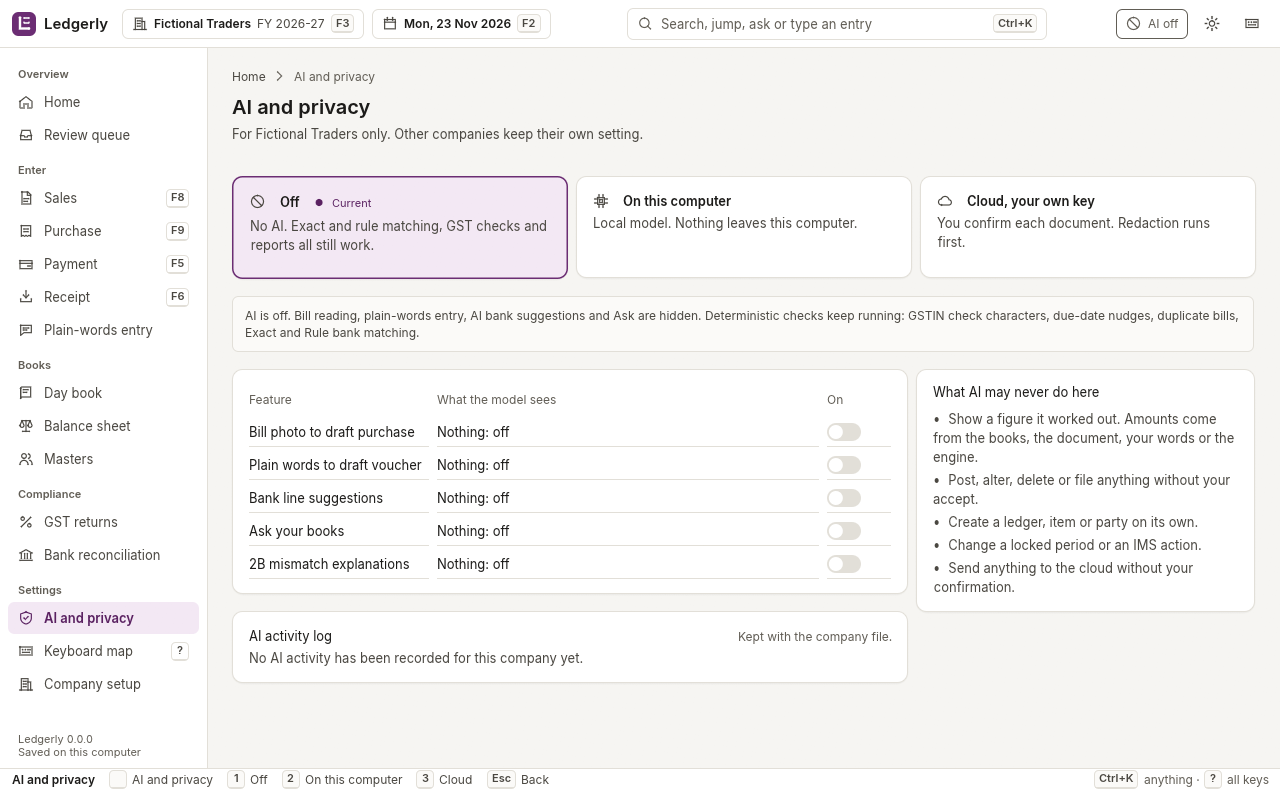 Ledgerly
Fictional Traders FY 2026-27 F3
Mon, 23 Nov 2026 F2
Search, jump, ask or type an entry Ctrl+K
AI off
Overview
Home
Review queue
Enter
Sales F8
Purchase F9
Payment F5
Receipt F6
Plain-words entry
Books
Day book
Balance sheet
Masters
Compliance
GST returns
Bank reconciliation
Settings
AI and privacy
Keyboard map ?
Company setup
Ledgerly 0.0.0
Saved on this computer
Home AI and privacy
AI and privacy
For Fictional Traders only. Other companies keep their own setting.
Off • Current
No AI. Exact and rule matching, GST checks and
reports all still work.
On this computer
Local model. Nothing leaves this computer.
Cloud, your own key
You confirm each document. Redaction runs
first.
AI is off. Bill reading, plain-words entry, AI bank suggestions and Ask are hidden. Deterministic checks keep running: GSTIN check characters, due-date nudges, duplicate bills,
Exact and Rule bank matching.
Feature What the model sees On
Bill photo to draft purchase Nothing: off
Plain words to draft voucher Nothing: off
Bank line suggestions Nothing: off
Ask your books Nothing: off
2B mismatch explanations Nothing: off
AI activity log Kept with the company file.
No AI activity has been recorded for this company yet.
What AI may never do here
• Show a figure it worked out. Amounts come
from the books, the document, your words or the
engine.
• Post, alter, delete or file anything without your
accept.
• Create a ledger, item or party on its own.
• Change a locked period or an IMS action.
• Send anything to the cloud without your
confirmation.
AI and privacy AI and privacy 1 Off 2 On this computer 3 Cloud Esc Back Ctrl+K anything · ? all keys